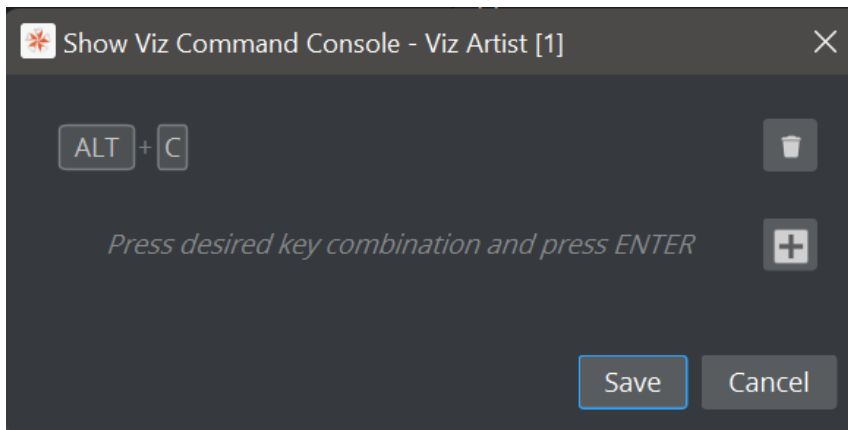 Show Viz Command Console - Viz Artist [1]
ALT + C
Press desired key combination and press ENTER
Save Cancel